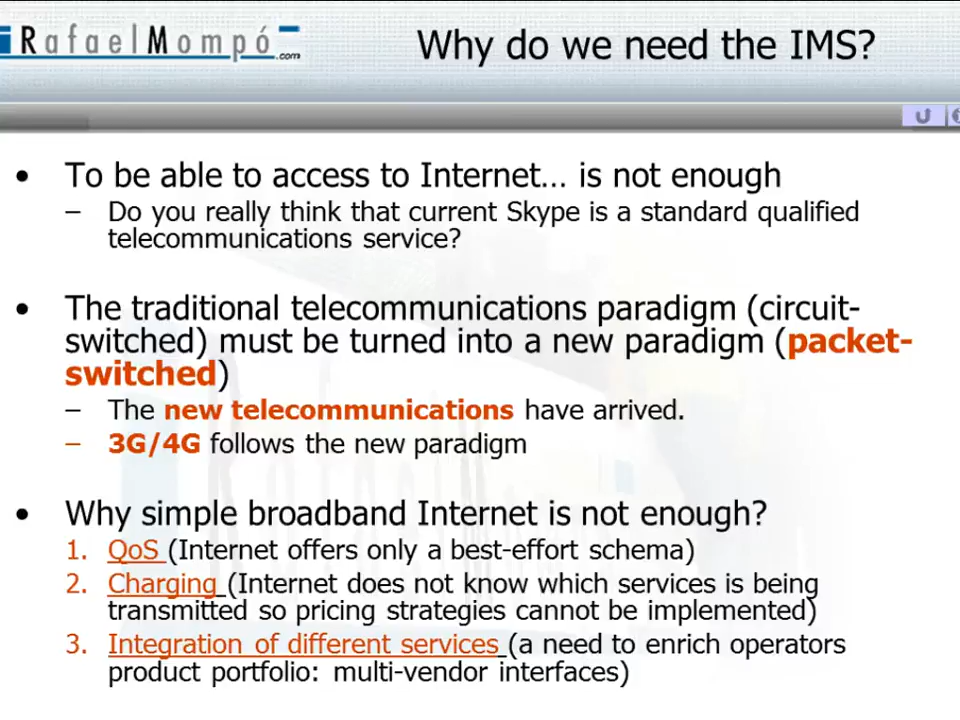 RafaelMompó.com
Why do we need the IMS?
• To be able to access to Internet… is not enough
– Do you really think that current Skype is a standard qualified
telecommunications service?
• The traditional telecommunications paradigm (circuit-
switched) must be turned into a new paradigm (packet-
switched)
– The new telecommunications have arrived.
– 3G/4G follows the new paradigm
• Why simple broadband Internet is not enough?
1. QoS (Internet offers only a best-effort schema)
2. Charging (Internet does not know which services is being
transmitted so pricing strategies cannot be implemented)
3. Integration of different services (a need to enrich operators
product portfolio: multi-vendor interfaces)